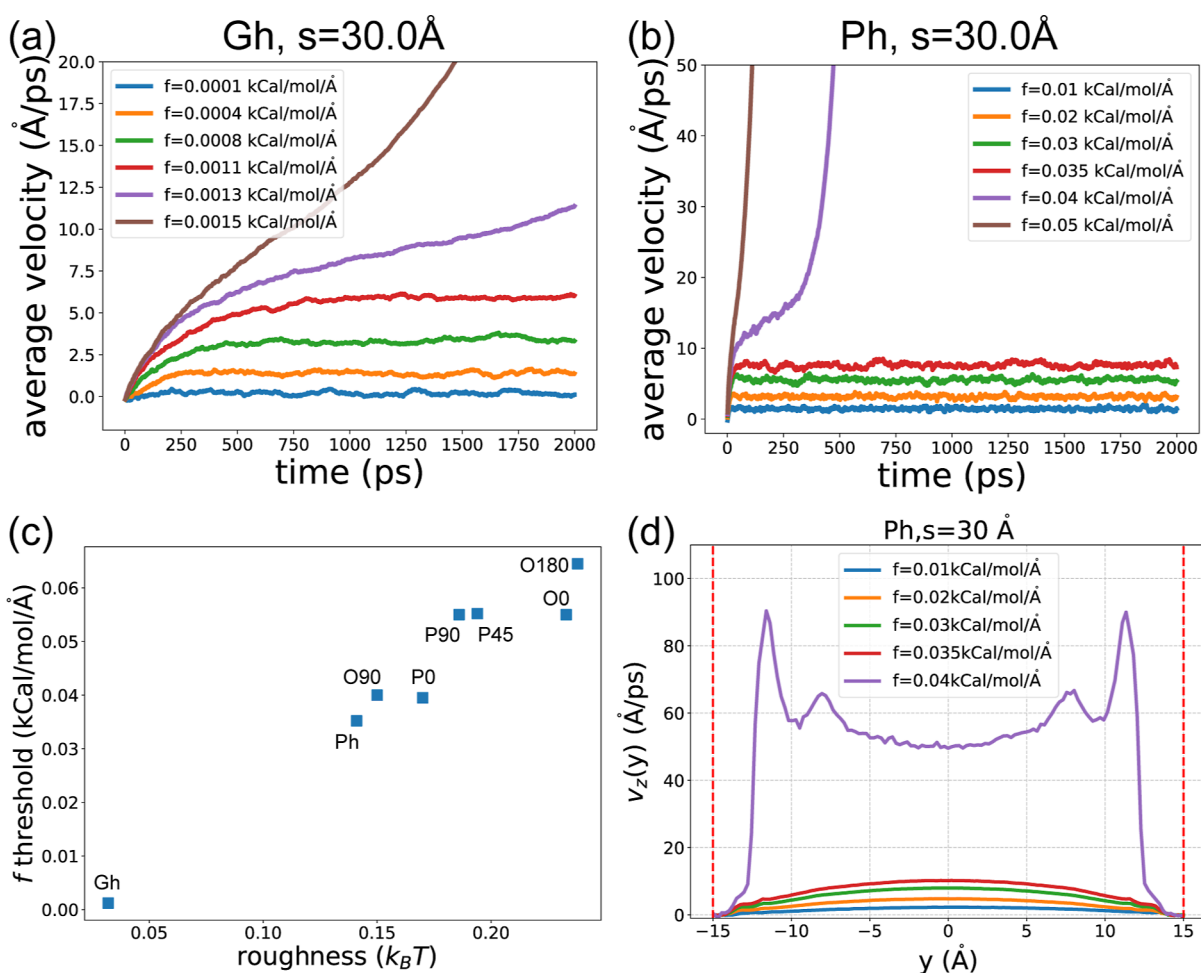 (a)
Gh, s=30.0Å
average velocity (Å/ps)
20.0
17.5
15.0
12.5
10.0
7.5
5.0
2.5
0.0
f=0.0001 kCal/mol/Å
f=0.0004 kCal/mol/Å
f=0.0008 kCal/mol/Å
f=0.0011 kCal/mol/Å
f=0.0013 kCal/mol/Å
f=0.0015 kCal/mol/Å
0 250 500 750 1000 1250 1500 1750 2000
time (ps)
(b)
Ph, s=30.0Å
average velocity (Å/ps)
50
40
30
20
10
0
f=0.01 kCal/mol/Å
f=0.02 kCal/mol/Å
f=0.03 kCal/mol/Å
f=0.035 kCal/mol/Å
f=0.04 kCal/mol/Å
f=0.05 kCal/mol/Å
0 250 500 750 1000 1250 1500 1750 2000
time (ps)
(c)
f threshold (kCal/mol/Å)
0.06
0.05
0.04
0.03
0.02
0.01
0.00
O180
O0
P90
P45
O90
P0
Ph
Gh
0.05 0.10 0.15 0.20
roughness (k_BT)
(d)
Ph,s=30 Å
v_z(y) (Å/ps)
100
80
60
40
20
0
f=0.01kCal/mol/Å
f=0.02kCal/mol/Å
f=0.03kCal/mol/Å
f=0.035kCal/mol/Å
f=0.04kCal/mol/Å
−15 −10 −5 0 5 10 15
y (Å)